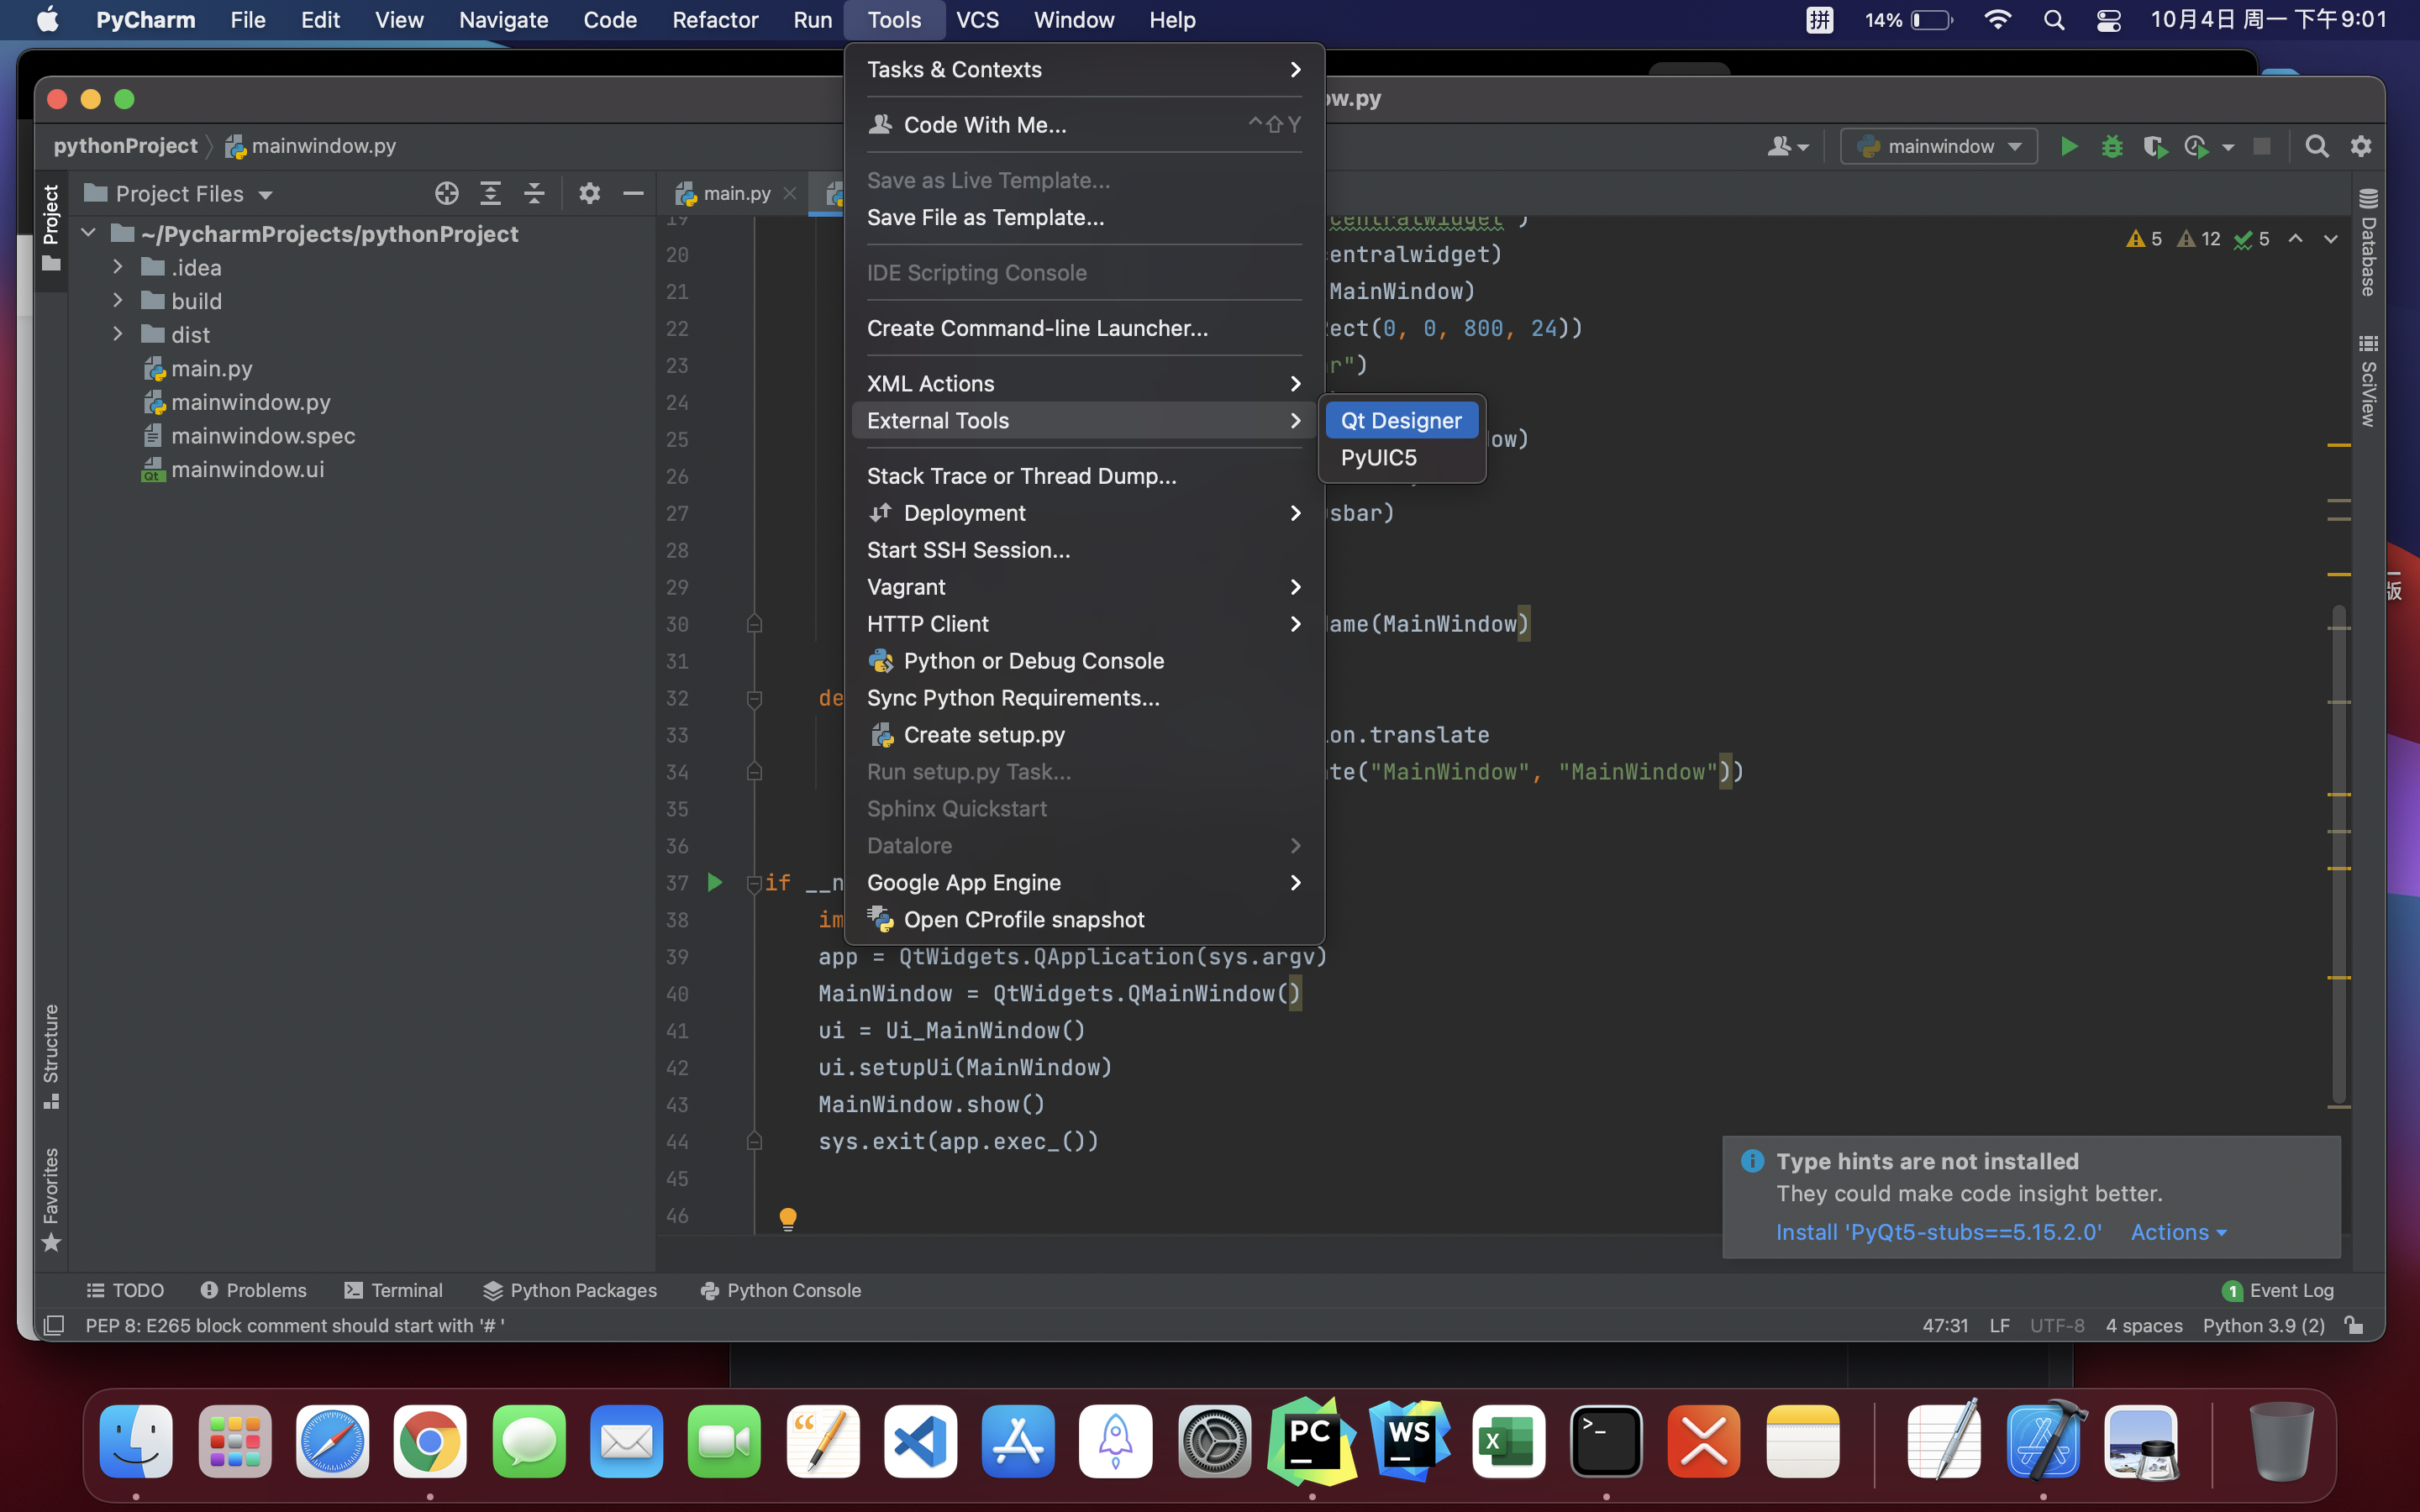 PyCharm File Edit View Navigate Code Refactor Run Tools VCS Window Help 拼 14% 10月4日 周一 下午9:01
Tasks & Contexts
Code With Me... ^⇧Y
Save as Live Template...
Save File as Template...
IDE Scripting Console
Create Command-line Launcher...
XML Actions
External Tools
Stack Trace or Thread Dump...
Deployment
Start SSH Session...
Vagrant
HTTP Client
Python or Debug Console
Sync Python Requirements...
Create setup.py
Run setup.py Task...
Sphinx Quickstart
Datalore
Google App Engine
Open CProfile snapshot
Qt Designer
PyUIC5
ow.py
pythonProject mainwindow.py
mainwindow
Project
Project Files
~/PycharmProjects/pythonProject
.idea
build
dist
main.py
mainwindow.py
mainwindow.spec
mainwindow.ui
Structure
Favorites
main.py
5 12 5
Database
SciView
19 centralwidget")
20 entralwidget)
21 MainWindow)
22 ect(0, 0, 800, 24))
23 r")
24
25 ow)
26
27 sbar)
28
29
30 ame(MainWindow)
31
32 de
33 on.translate
34 te("MainWindow", "MainWindow"))
35
36
37 if __n
38 im
39 app = QtWidgets.QApplication(sys.argv)
40 MainWindow = QtWidgets.QMainWindow()
41 ui = Ui_MainWindow()
42 ui.setupUi(MainWindow)
43 MainWindow.show()
44 sys.exit(app.exec_())
45
46
Type hints are not installed
They could make code insight better.
Install 'PyQt5-stubs==5.15.2.0' Actions
TODO Problems Terminal Python Packages Python Console 1 Event Log
PEP 8: E265 block comment should start with '# ' 47:31 LF UTF-8 4 spaces Python 3.9 (2)
版
PC WS X >_